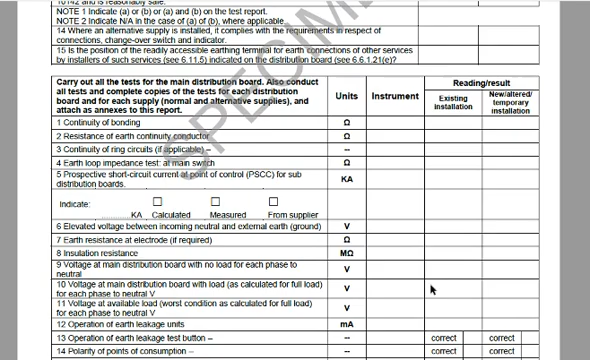 10142 and is reasonably safe.
NOTE 1 Indicate (a) or (b) or (a) and (b) on the test report.
NOTE 2 Indicate N/A in the case of (a) of (b), where applicable.
14 Where an alternative supply is installed, it complies with the requirements in respect of
connections, change-over switch and indicator.
15 Is the position of the readily accessible earthing terminal for earth connections of other services
by installers of such services (see 6.11.5) indicated on the distribution board (see 6.6.1.21(e)?
SPECIMEN
Carry out all the tests for the main distribution board. Also conduct
all tests and complete copies of the tests for each distribution
board and for each supply (normal and alternative supplies), and
attach as annexes to this report.
Units
Instrument
Reading/result
Existing
installation
New/altered/
temporary
installation
1 Continuity of bonding Ω
2 Resistance of earth continuity conductor Ω
3 Continuity of ring circuits (if applicable) – --
4 Earth loop impedance test: at main switch Ω
5 Prospective short-circuit current at point of control (PSCC) for sub
distribution boards. KA
Indicate:
..............KA Calculated Measured From supplier
6 Elevated voltage between incoming neutral and external earth (ground) V
7 Earth resistance at electrode (if required) Ω
8 Insulation resistance MΩ
9 Voltage at main distribution board with no load for each phase to
neutral V
10 Voltage at main distribution board with load (as calculated for full load)
for each phase to neutral V V
11 Voltage at available load (worst condition as calculated for full load)
for each phase to neutral V
12 Operation of earth leakage units mA
13 Operation of earth leakage test button – -- correct correct
14 Polarity of points of consumption – -- correct correct